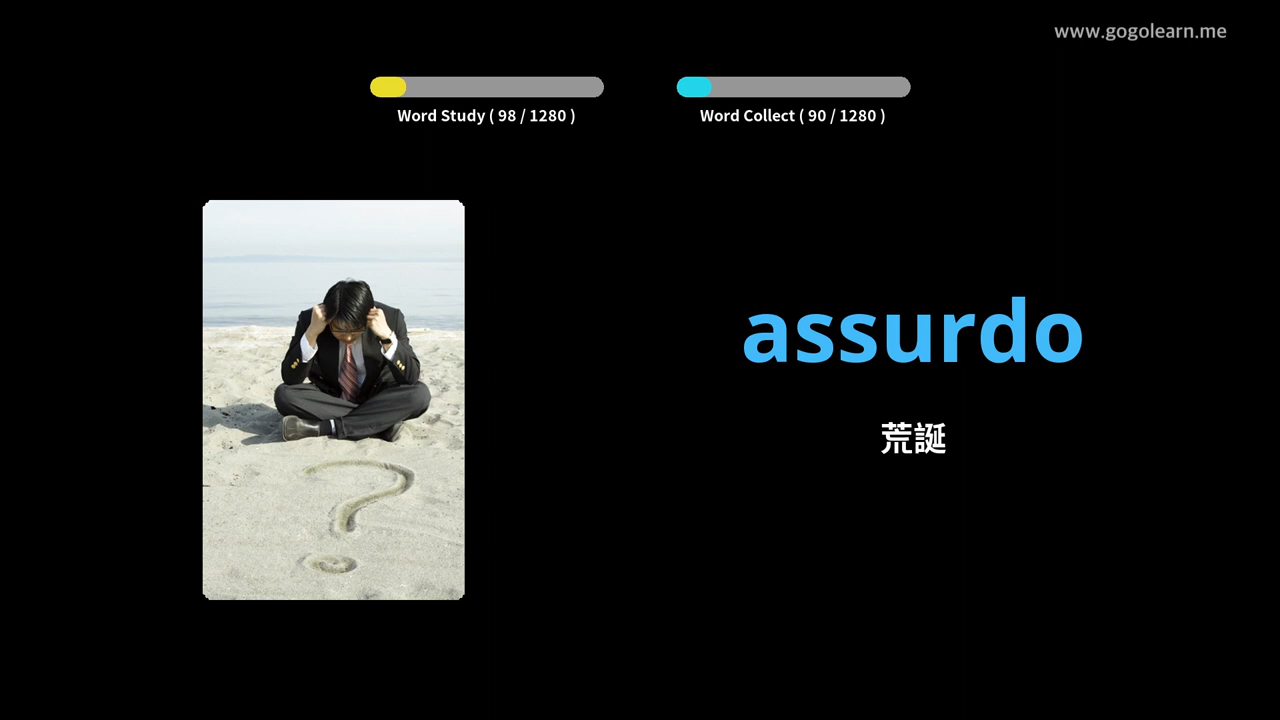 www.gogolearn.me
Word Study ( 98 / 1280 )
Word Collect ( 90 / 1280 )
assurdo
荒誕
?